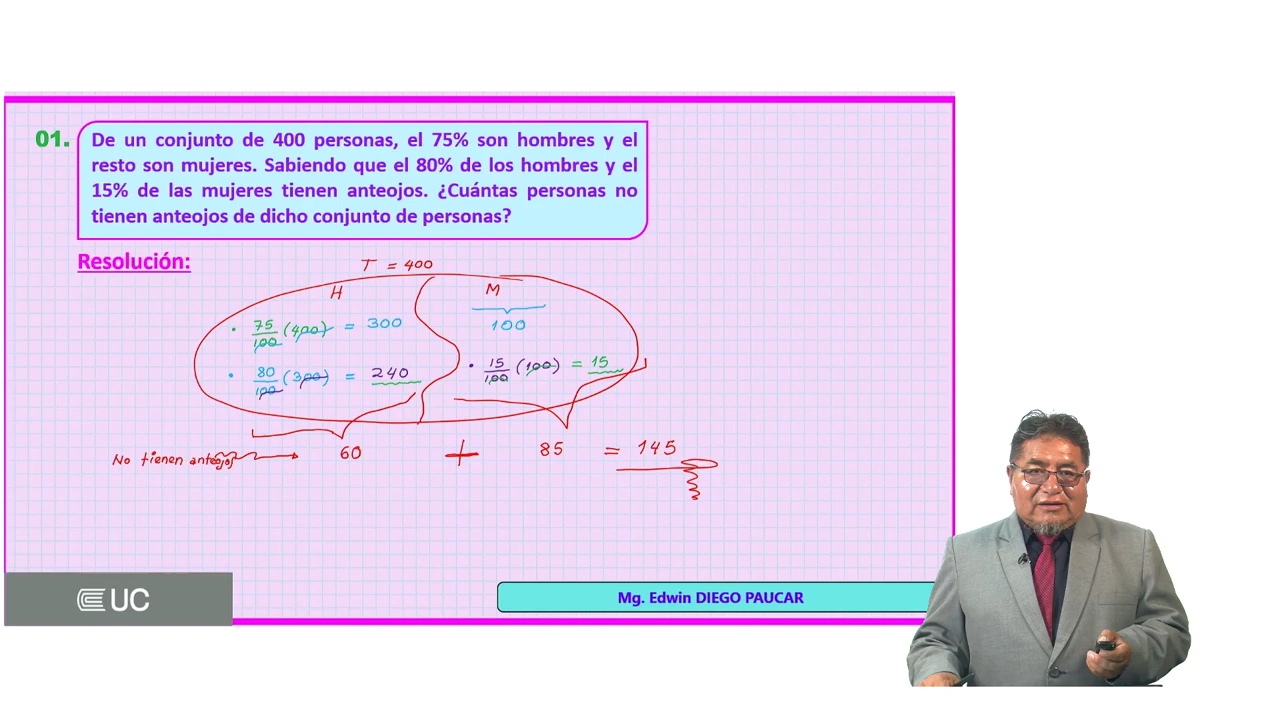 01.
De un conjunto de 400 personas, el 75% son hombres y el
resto son mujeres. Sabiendo que el 80% de los hombres y el
15% de las mujeres tienen anteojos. ¿Cuántas personas no
tienen anteojos de dicho conjunto de personas?
Resolución:
T = 400
H M
• 75/100 (400) = 300 100
• 80/100 (300) = 240 • 15/100 (100) = 15
No tienen anteojos 60 + 85 = 145
UC
Mg. Edwin DIEGO PAUCAR